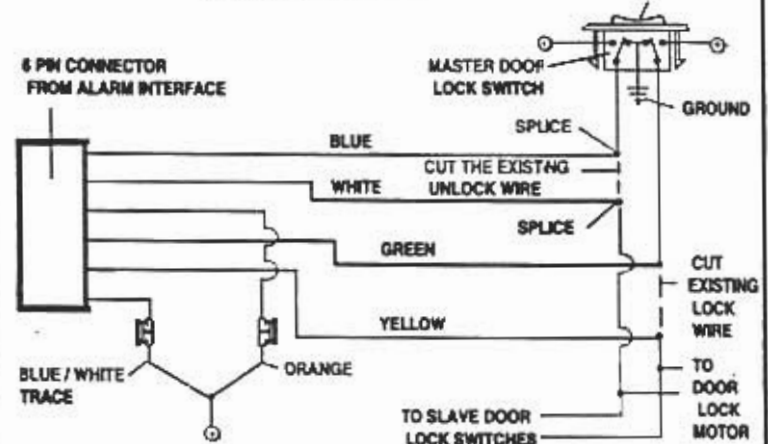 6 PIN CONNECTOR
FROM ALARM INTERFACE
MASTER DOOR
LOCK SWITCH
GROUND
SPLICE
BLUE
CUT THE EXISTING
UNLOCK WIRE
WHITE
SPLICE
GREEN
CUT
EXISTING
LOCK
WIRE
YELLOW
BLUE / WHITE
TRACE
ORANGE
TO
DOOR
LOCK
MOTOR
TO SLAVE DOOR
LOCK SWITCHES